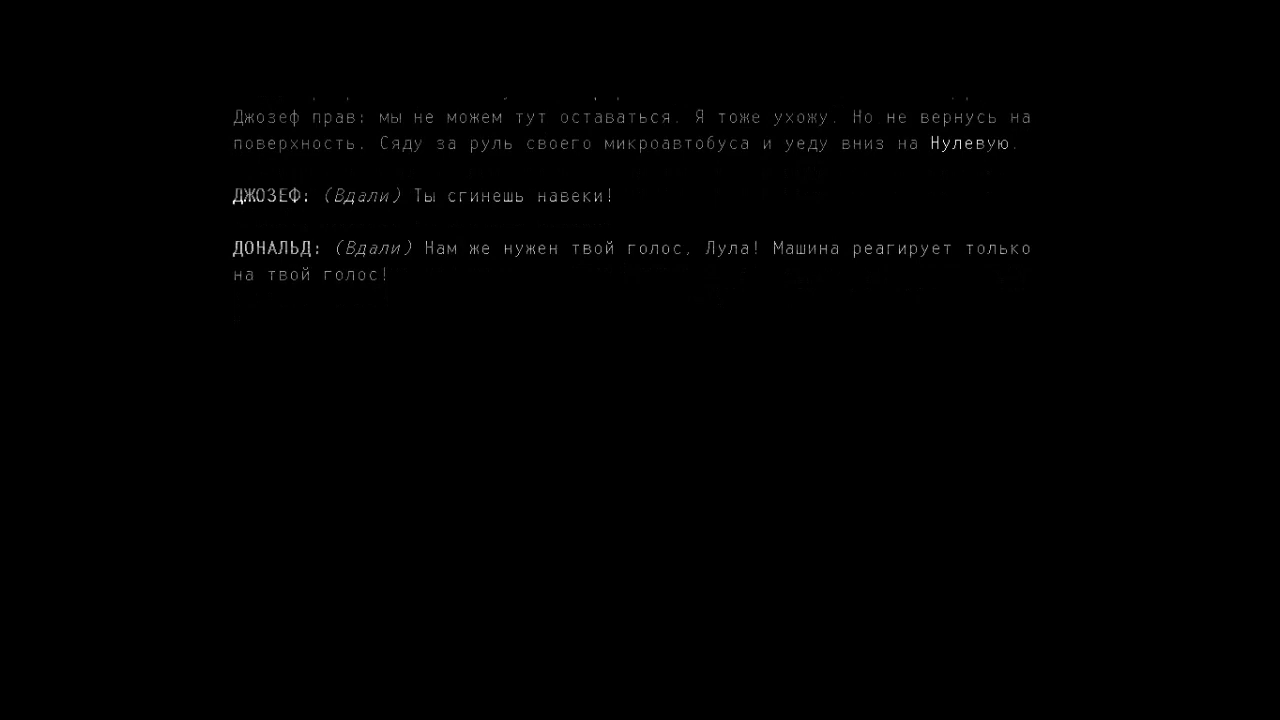 Джозеф прав: мы не можем тут оставаться. Я тоже ухожу. Но не вернусь на
поверхность. Сяду за руль своего микроавтобуса и уеду вниз на Нулевую.
ДЖОЗЕФ: (Вдали) Ты сгинешь навеки!
ДОНАЛЬД: (Вдали) Нам же нужен твой голос, Лула! Машина реагирует только
на твой голос!